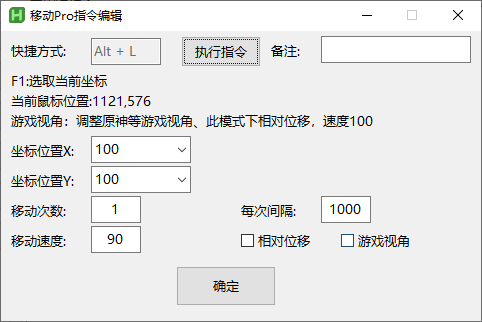 移动Pro指令编辑
快捷方式: Alt + L 执行指令 备注:
F1:选取当前坐标
当前鼠标位置:1121,576
游戏视角：调整原神等游戏视角、此模式下相对位移，速度100
坐标位置X: 100
坐标位置Y: 100
移动次数: 1 每次间隔: 1000
移动速度: 90 相对位移 游戏视角
确定